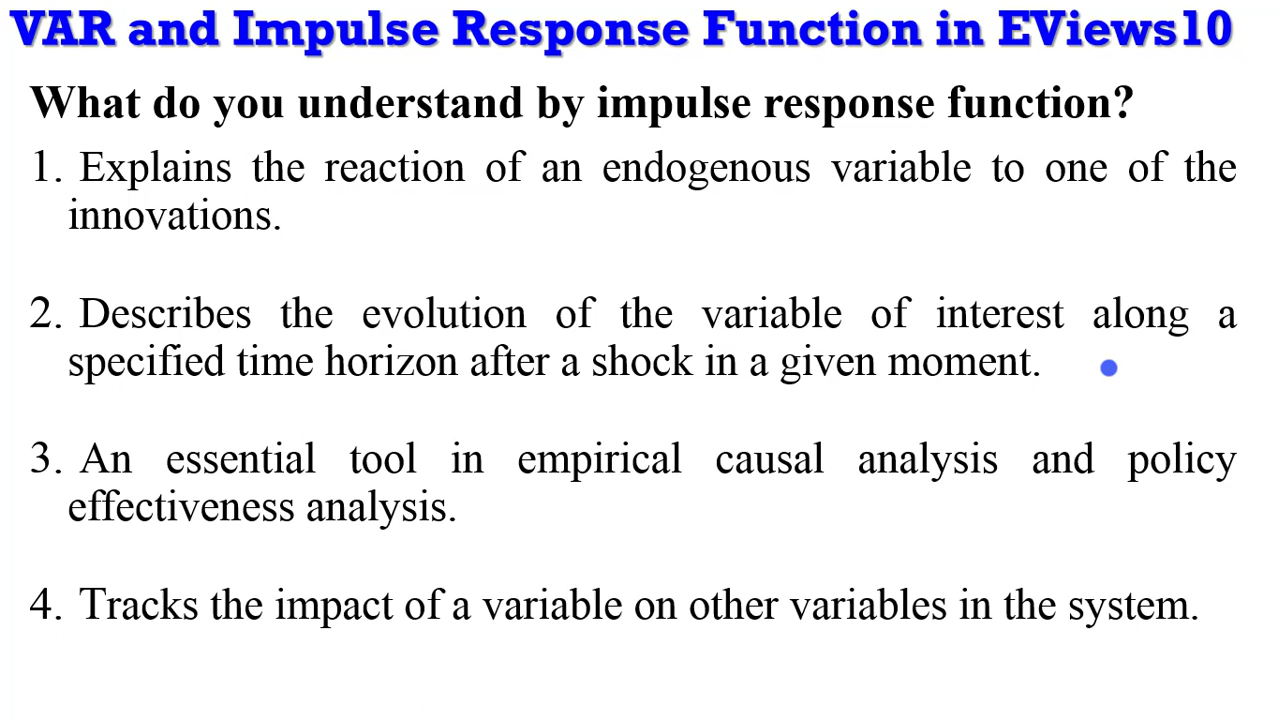 VAR and Impulse Response Function in EViews10
What do you understand by impulse response function?
1. Explains the reaction of an endogenous variable to one of the
innovations.
2. Describes the evolution of the variable of interest along a
specified time horizon after a shock in a given moment.
3. An essential tool in empirical causal analysis and policy
effectiveness analysis.
4. Tracks the impact of a variable on other variables in the system.